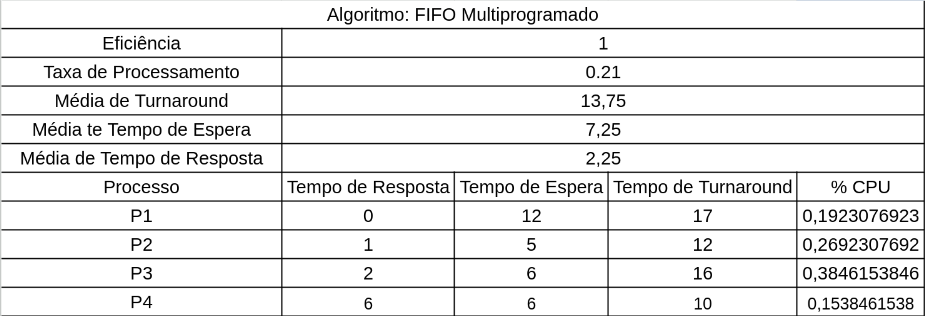 Algoritmo: FIFO Multiprogramado
Eficiência 1
Taxa de Processamento 0.21
Média de Turnaround 13,75
Média te Tempo de Espera 7,25
Média de Tempo de Resposta 2,25
Processo Tempo de Resposta Tempo de Espera Tempo de Turnaround % CPU
P1 0 12 17 0,1923076923
P2 1 5 12 0,2692307692
P3 2 6 16 0,3846153846
P4 6 6 10 0,1538461538